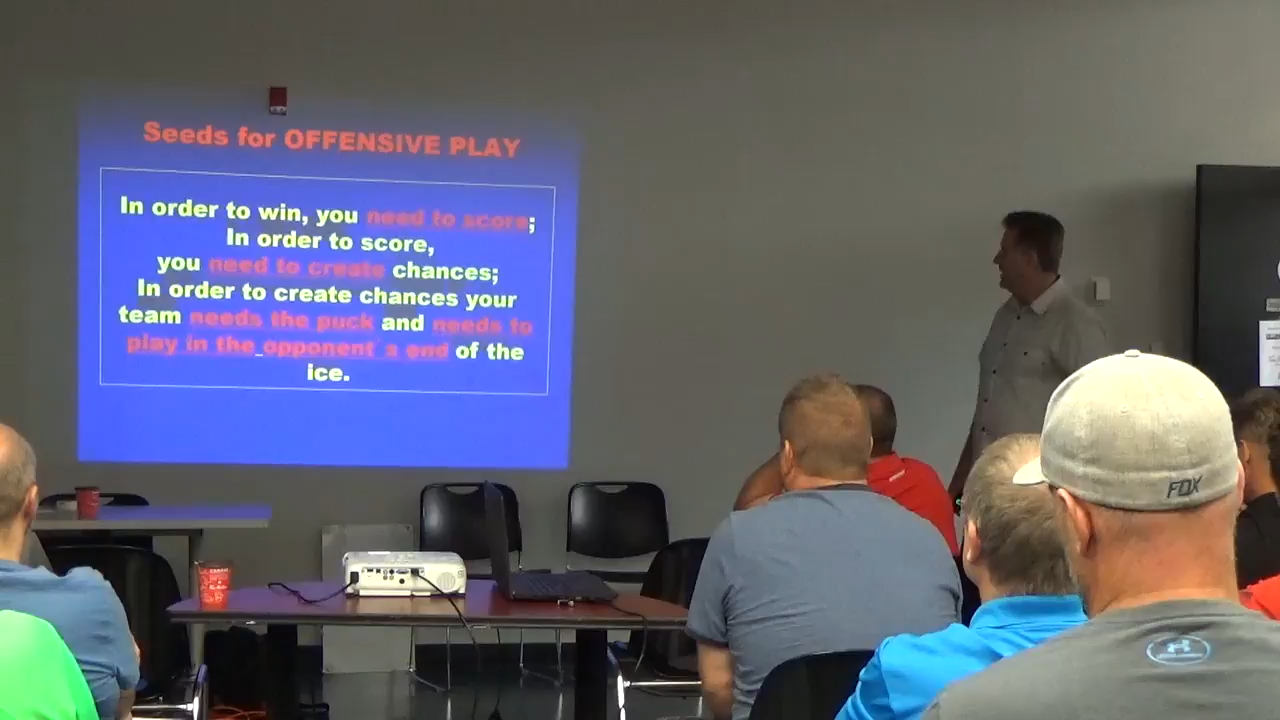 Seeds for OFFENSIVE PLAY
In order to win, you need to score;
In order to score,
you need to create chances;
In order to create chances your
team needs the puck and needs to
play in the opponent´s end of the
ice.
FOX